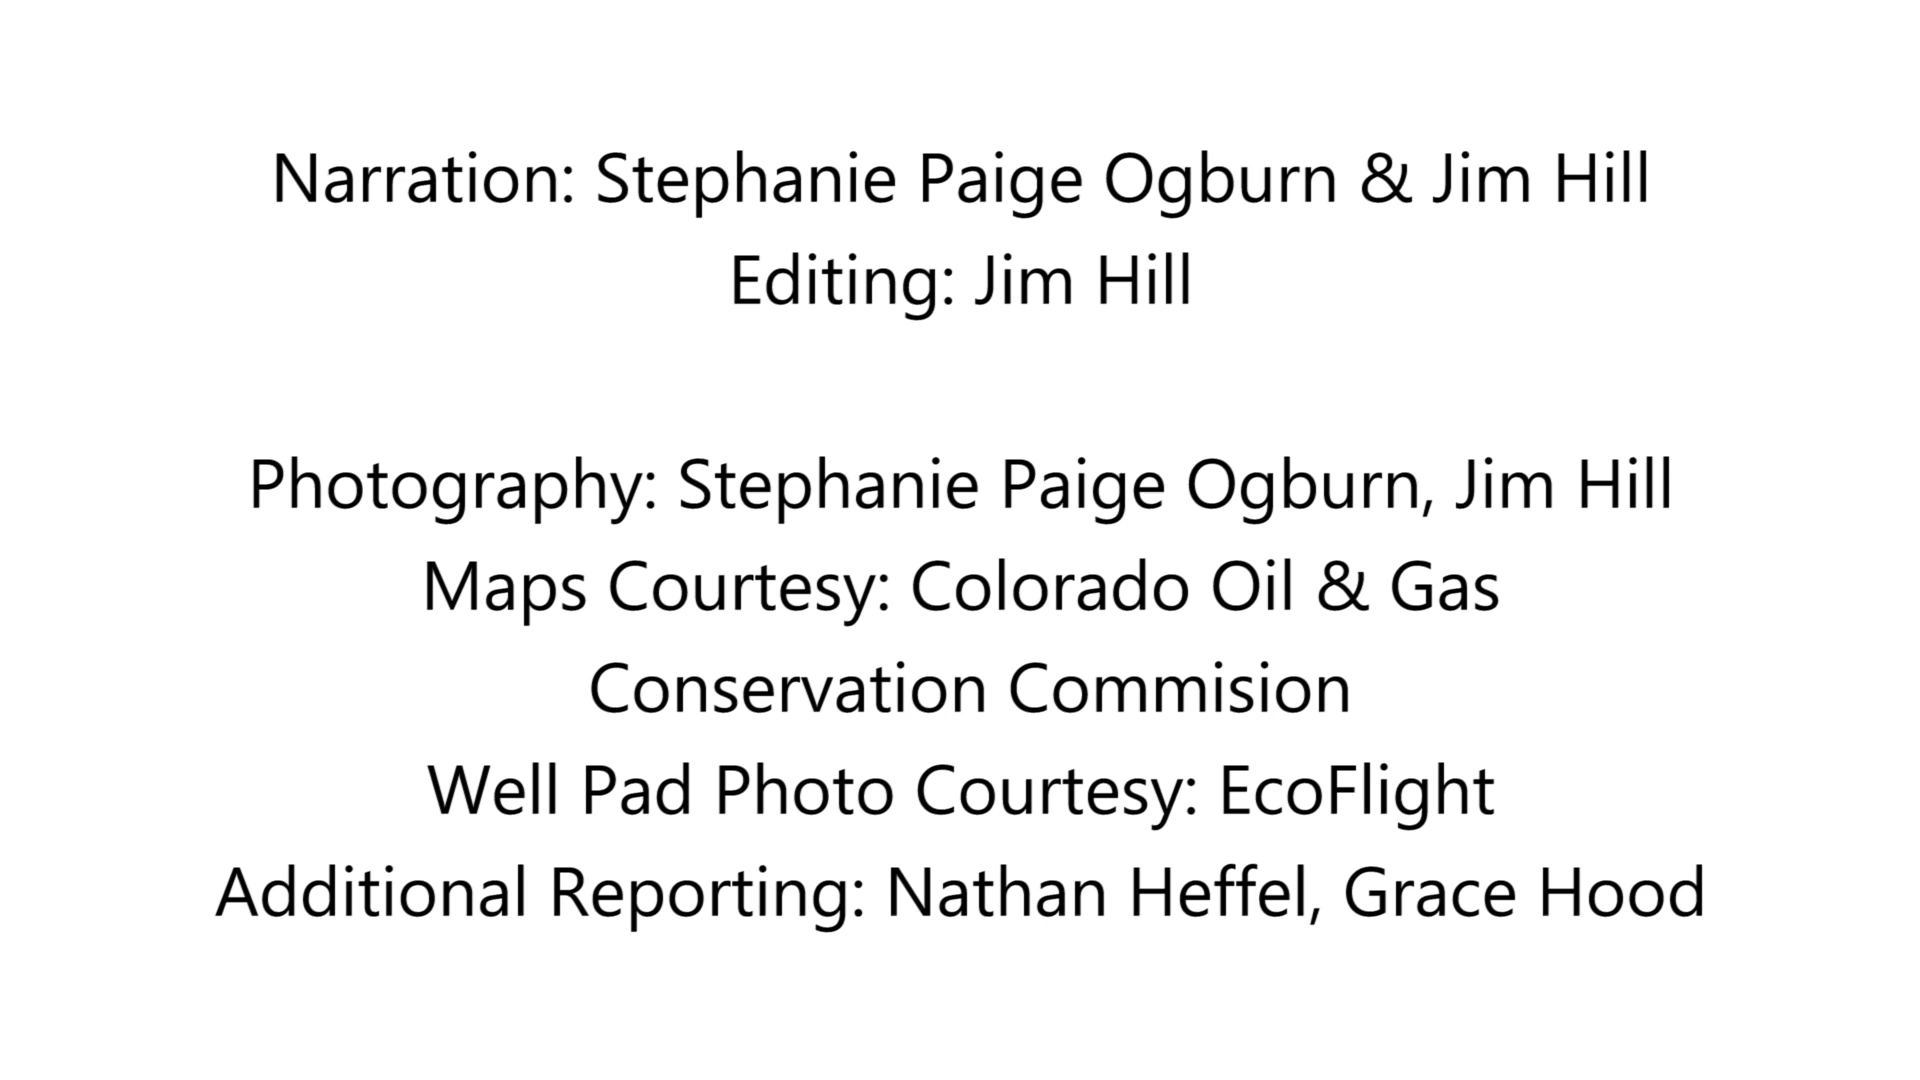 Narration: Stephanie Paige Ogburn & Jim Hill
Editing: Jim Hill
Photography: Stephanie Paige Ogburn, Jim Hill
Maps Courtesy: Colorado Oil & Gas
Conservation Commision
Well Pad Photo Courtesy: EcoFlight
Additional Reporting: Nathan Heffel, Grace Hood